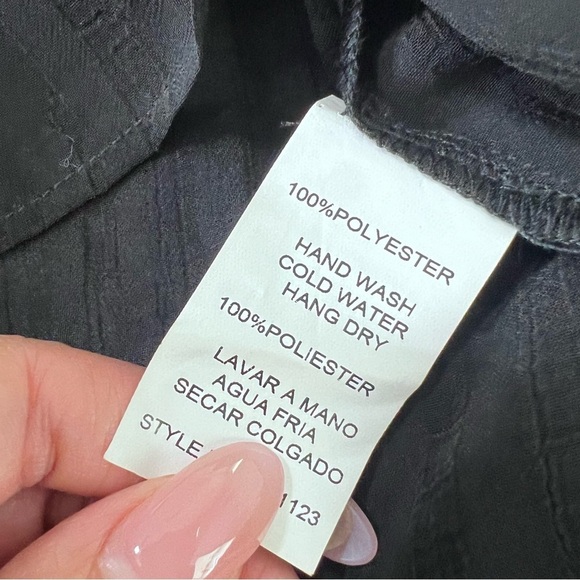 100%POLYESTER
HAND WASH
COLD WATER
HANG DRY
100%POLIESTER
LAVAR A MANO
AGUA FRIA
SECAR COLGADO
STYLE 1123